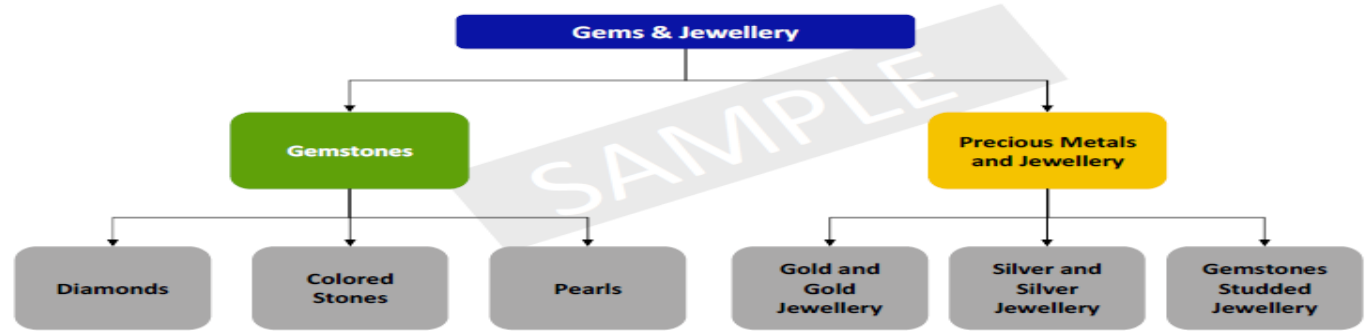 Gems & Jewellery
SAMPLE
Gemstones
Precious Metals
and Jewellery
Diamonds
Colored
Stones
Pearls
Gold and
Gold
Jewellery
Silver and
Silver
Jewellery
Gemstones
Studded
Jewellery